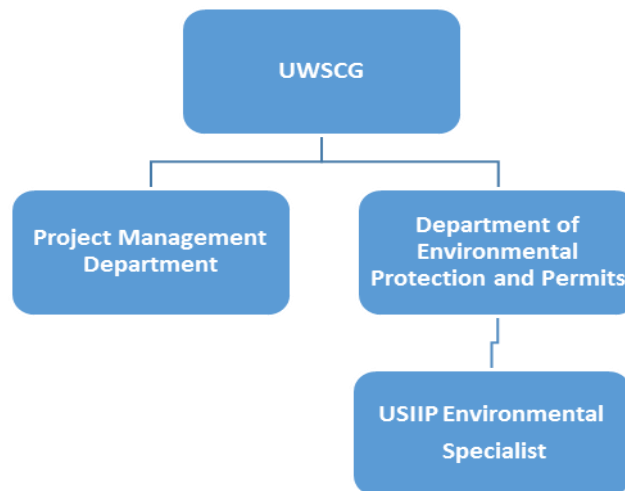 UWSCG
Project Management
Department
Department of
Environmental
Protection and Permits
USIIP Environmental
Specialist